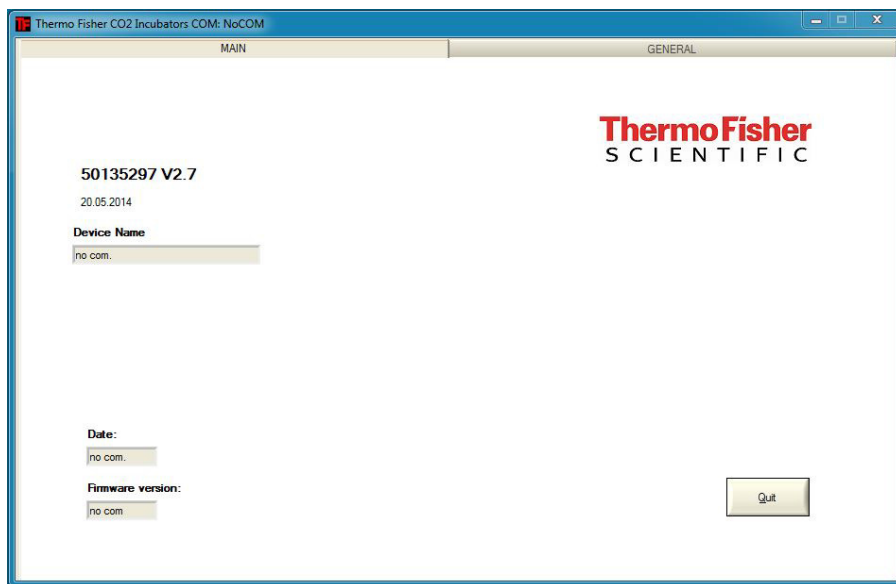 Thermo Fisher CO2 Incubators COM: NoCOM
MAIN
GENERAL
ThermoFisher
SCIENTIFIC
50135297 V2.7
20.05.2014
Device Name
no com.
Date:
no com.
Firmware version:
no com
Quit